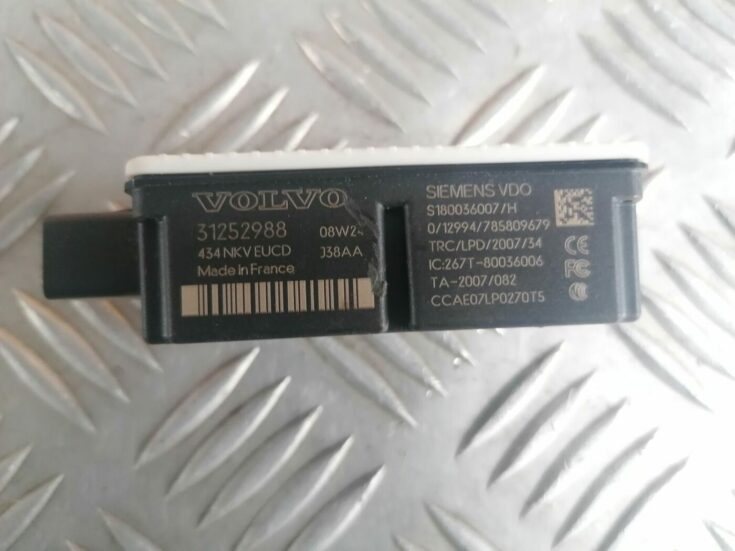 VOLVO
31252988 08W24
434 NKV EUCD J38AA
Made in France
SIEMENS VDO
S180036007/H
0/12994/785809679
TRC/LPD/2007/34
IC:267T-80036006
TA-2007/082
CCAE07LP0270T5
CE
FC